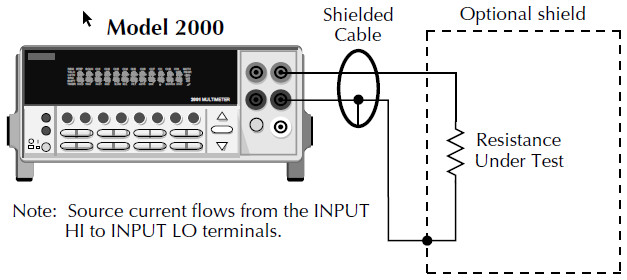 Model 2000
Shielded
Cable
Optional shield
2000 MULTIMETER
Resistance
Under Test
Note: Source current flows from the INPUT
HI to INPUT LO terminals.